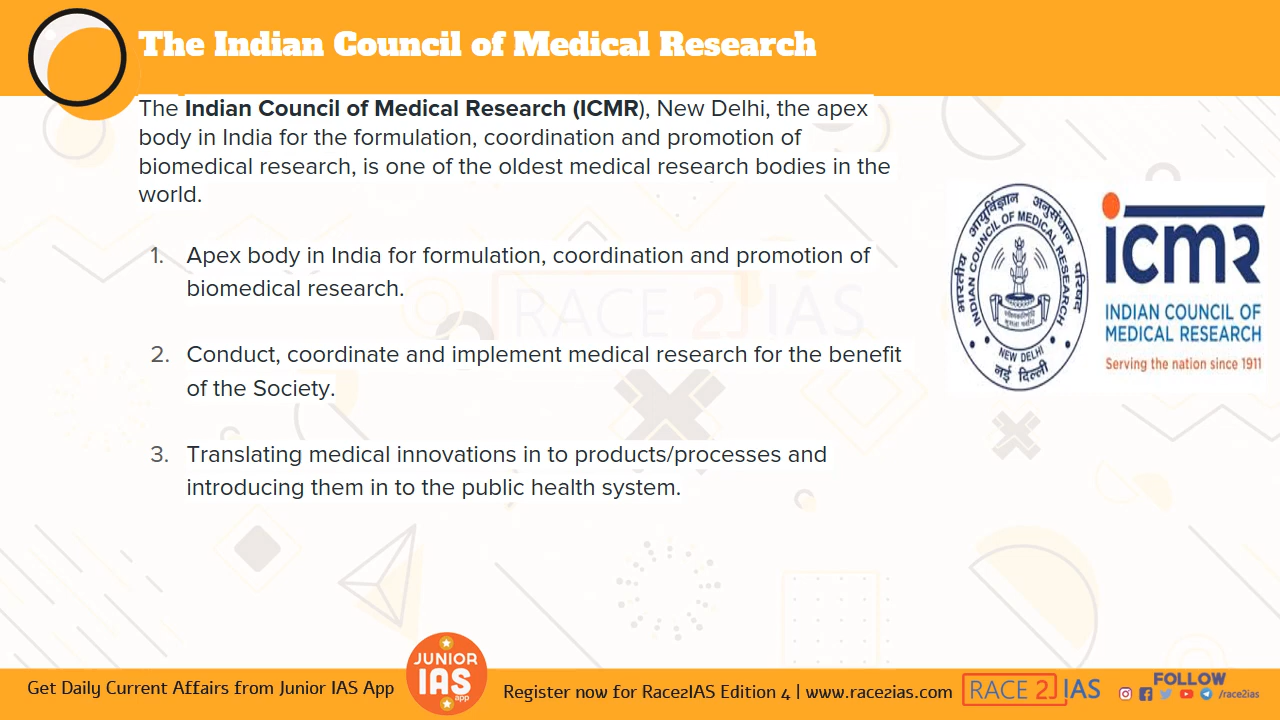 The Indian Council of Medical Research
The Indian Council of Medical Research (ICMR), New Delhi, the apex
body in India for the formulation, coordination and promotion of
biomedical research, is one of the oldest medical research bodies in the
world.
1. Apex body in India for formulation, coordination and promotion of
biomedical research.
2. Conduct, coordinate and implement medical research for the benefit
of the Society.
3. Translating medical innovations in to products/processes and
introducing them in to the public health system.
RACE 2 IAS
भारतीय आयुर्विज्ञान अनुसंधान परिषद
INDIAN COUNCIL OF MEDICAL RESEARCH
NEW DELHI
नई दिल्ली
icmR
INDIAN COUNCIL OF
MEDICAL RESEARCH
Serving the nation since 1911
Get Daily Current Affairs from Junior IAS App
JUNIOR
IAS
app
Register now for Race2IAS Edition 4 | www.race2ias.com
RACE 2 IAS
FOLLOW
/race2ias